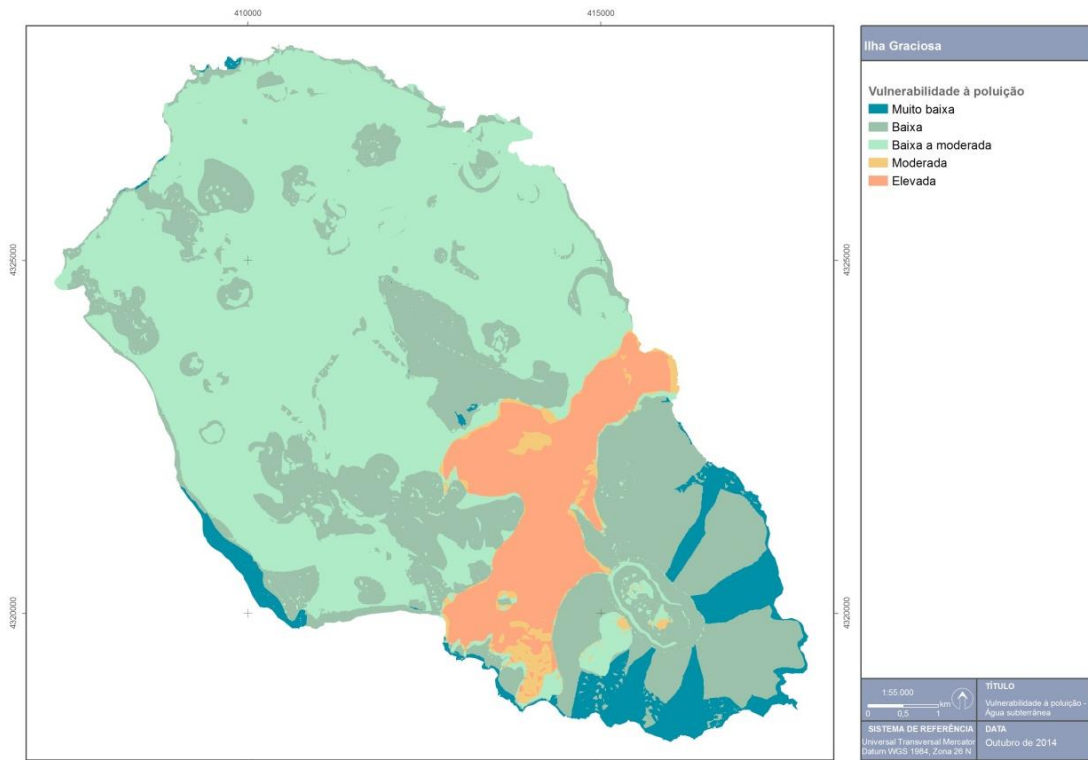 410000
415000
4325000
4325000
4320000
4320000
Ilha Graciosa
Vulnerabilidade à poluição
Muito baixa
Baixa
Baixa a moderada
Moderada
Elevada
1:55 000
km
0 0,5 1
TÍTULO
Vulnerabilidade à poluição -
Água subterrânea
SISTEMA DE REFERÊNCIA
Universal Transversal Mercator
Datum WGS 1984, Zona 26 N
DATA
Outubro de 2014